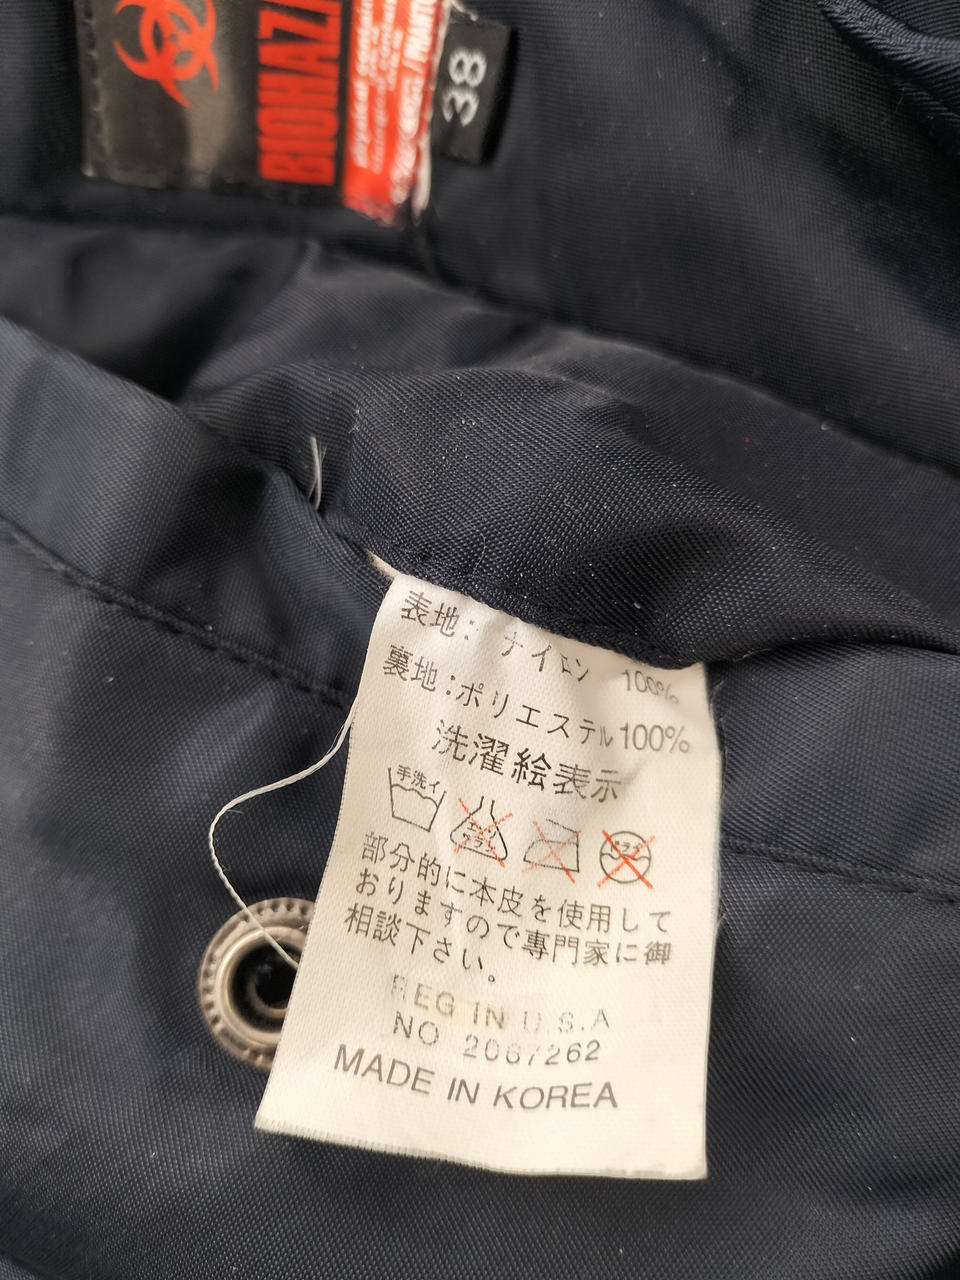 BIOHAZ
38
表地: ナイロン 100%
裏地:ポリエステル100%
洗濯絵表示
手洗イ
部分的に本皮を使用して
おりますので専門家に御
相談下さい。
REG IN U.S.A
NO 2067262
MADE IN KOREA